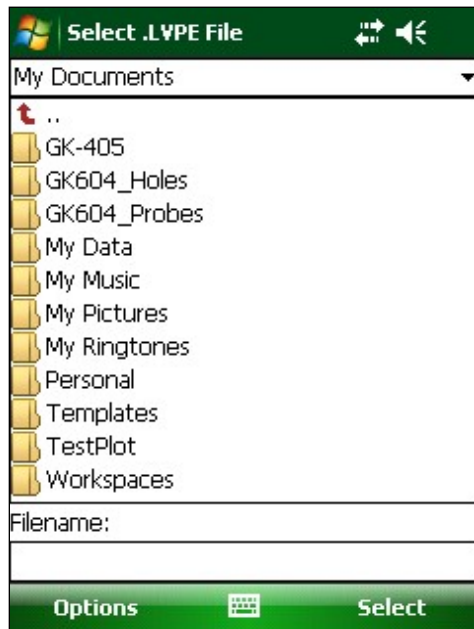 Select .LVPE File
My Documents
..
GK-405
GK604_Holes
GK604_Probes
My Data
My Music
My Pictures
My Ringtones
Personal
Templates
TestPlot
Workspaces
Filename:
Options Select